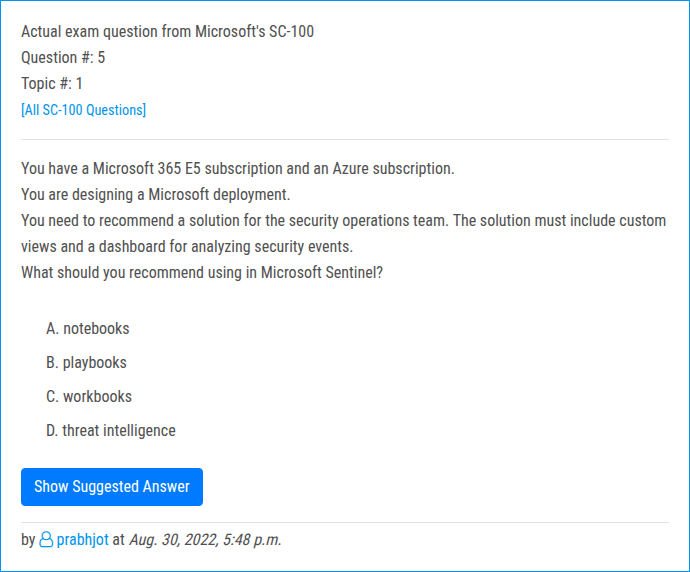 Actual exam question from Microsoft's SC-100
Question #: 5
Topic #: 1
[All SC-100 Questions]
You have a Microsoft 365 E5 subscription and an Azure subscription.
You are designing a Microsoft deployment.
You need to recommend a solution for the security operations team. The solution must include custom
views and a dashboard for analyzing security events.
What should you recommend using in Microsoft Sentinel?
A. notebooks
B. playbooks
C. workbooks
D. threat intelligence
Show Suggested Answer
by prabhjot at Aug. 30, 2022, 5:48 p.m.